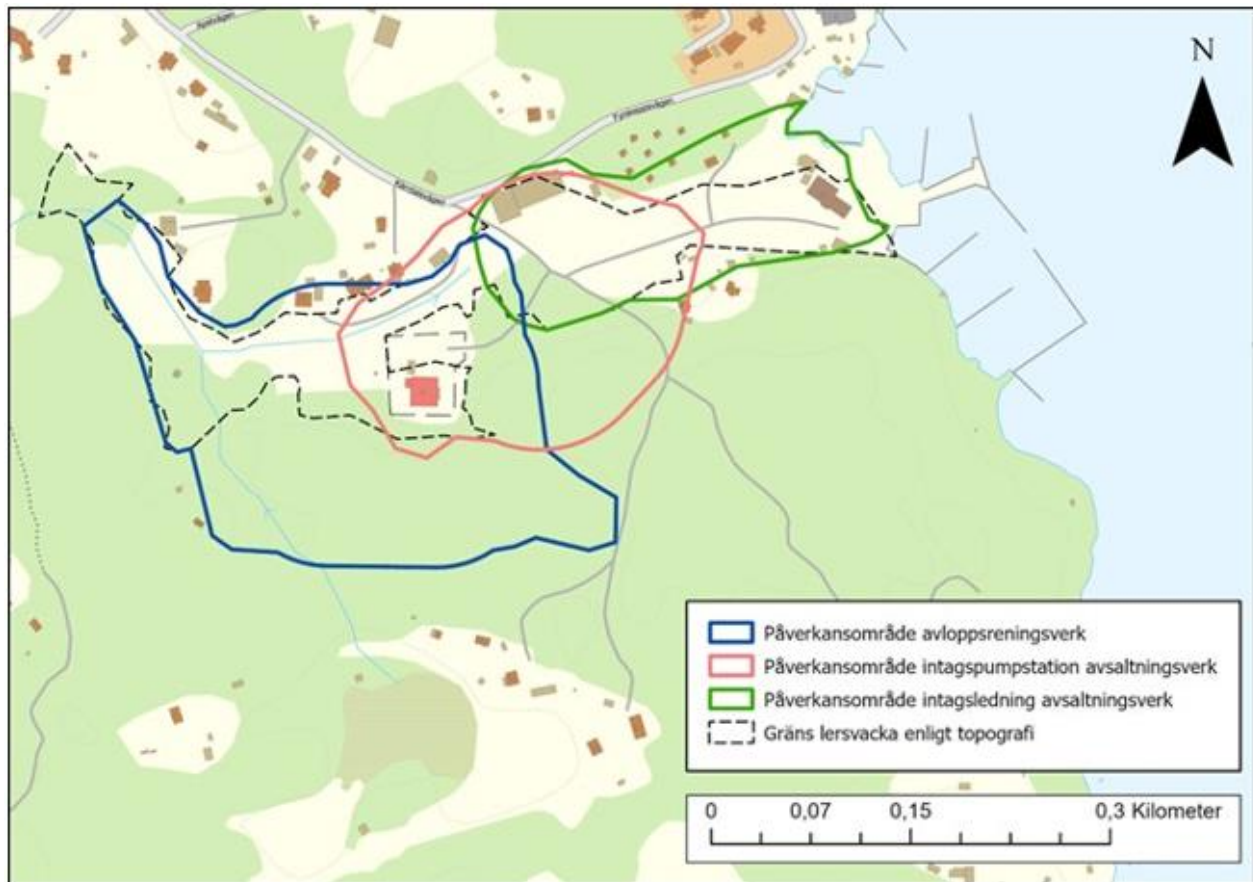 N
Påverkansområde avloppsreningsverk
Påverkansområde intagspumpstation avsaltningsverk
Påverkansområde intagsledning avsaltningsverk
Gräns lersvacka enligt topografi
0 0,07 0,15 0,3 Kilometer